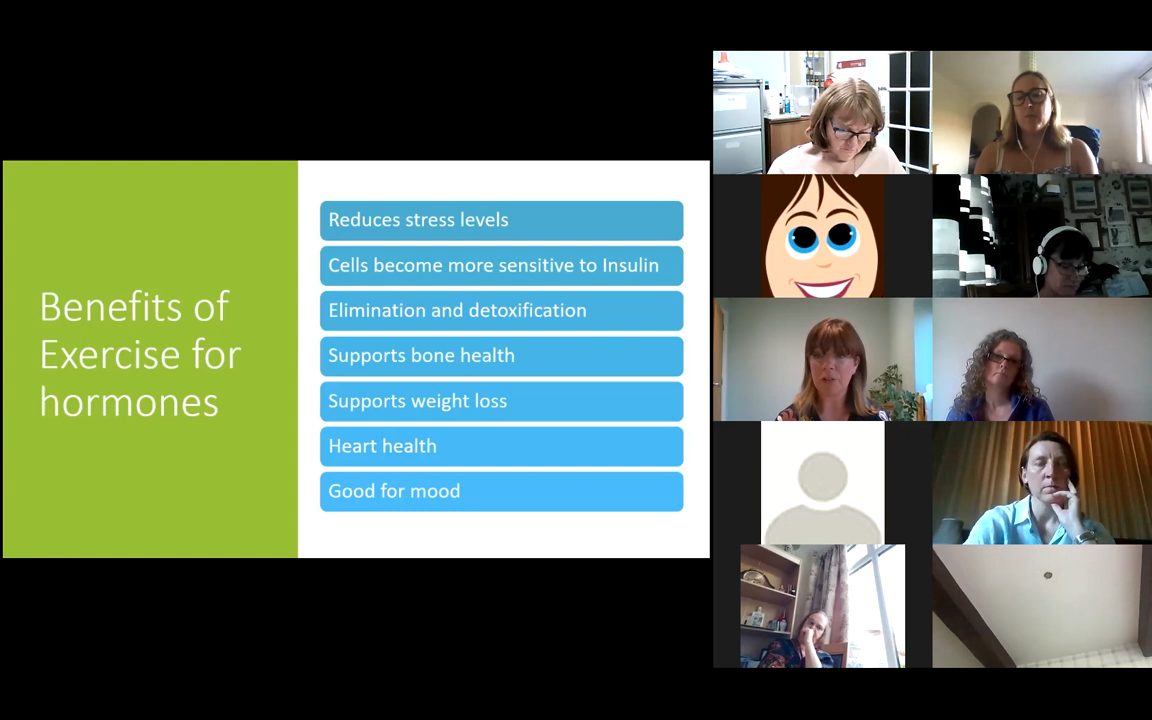 Benefits of
Exercise for
hormones
Reduces stress levels
Cells become more sensitive to Insulin
Elimination and detoxification
Supports bone health
Supports weight loss
Heart health
Good for mood